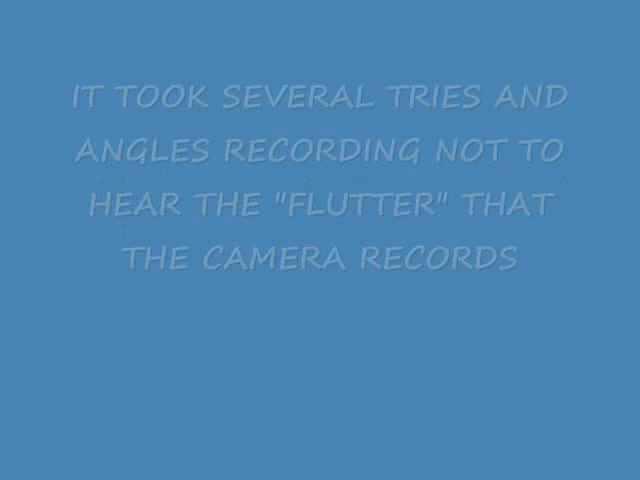 IT TOOK SEVERAL TRIES AND
ANGLES RECORDING NOT TO
HEAR THE "FLUTTER" THAT
THE CAMERA RECORDS